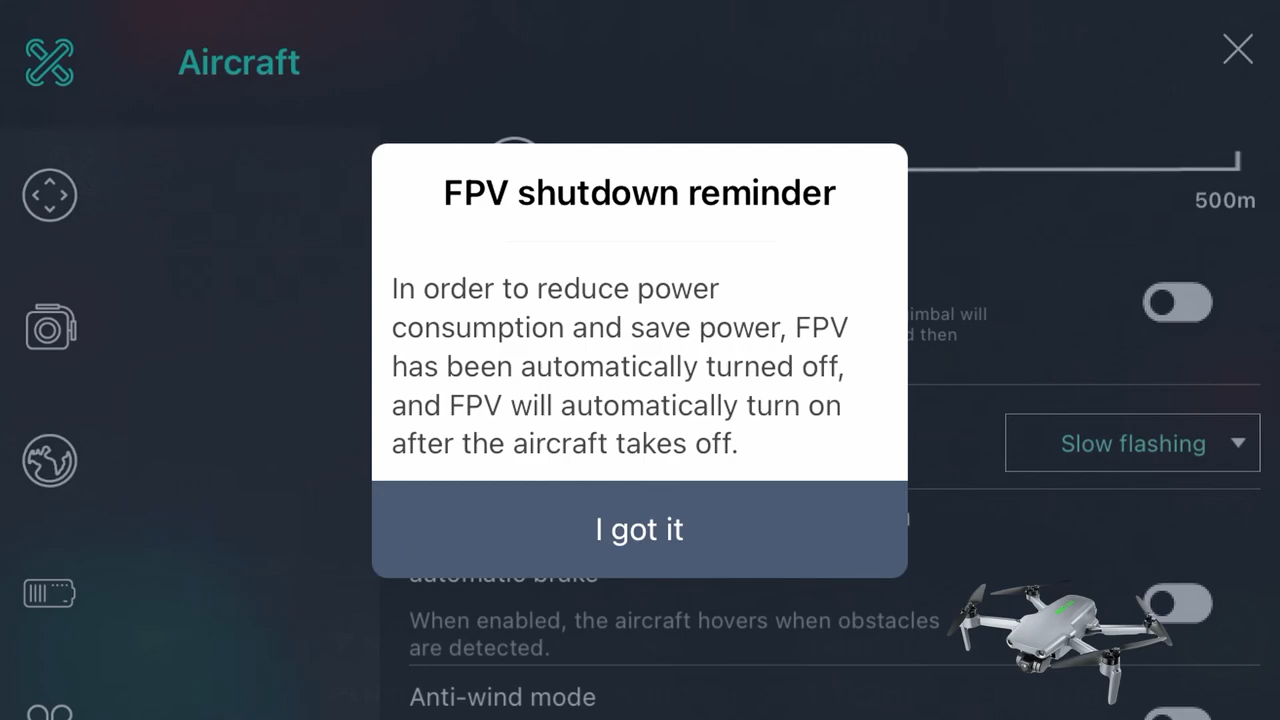 Aircraft
FPV shutdown reminder
500m
In order to reduce power
consumption and save power, FPV
has been automatically turned off,
and FPV will automatically turn on
after the aircraft takes off.
imbal will
d then
Slow flashing
I got it
automatic brake
When enabled, the aircraft hovers when obstacles
are detected.
Anti-wind mode